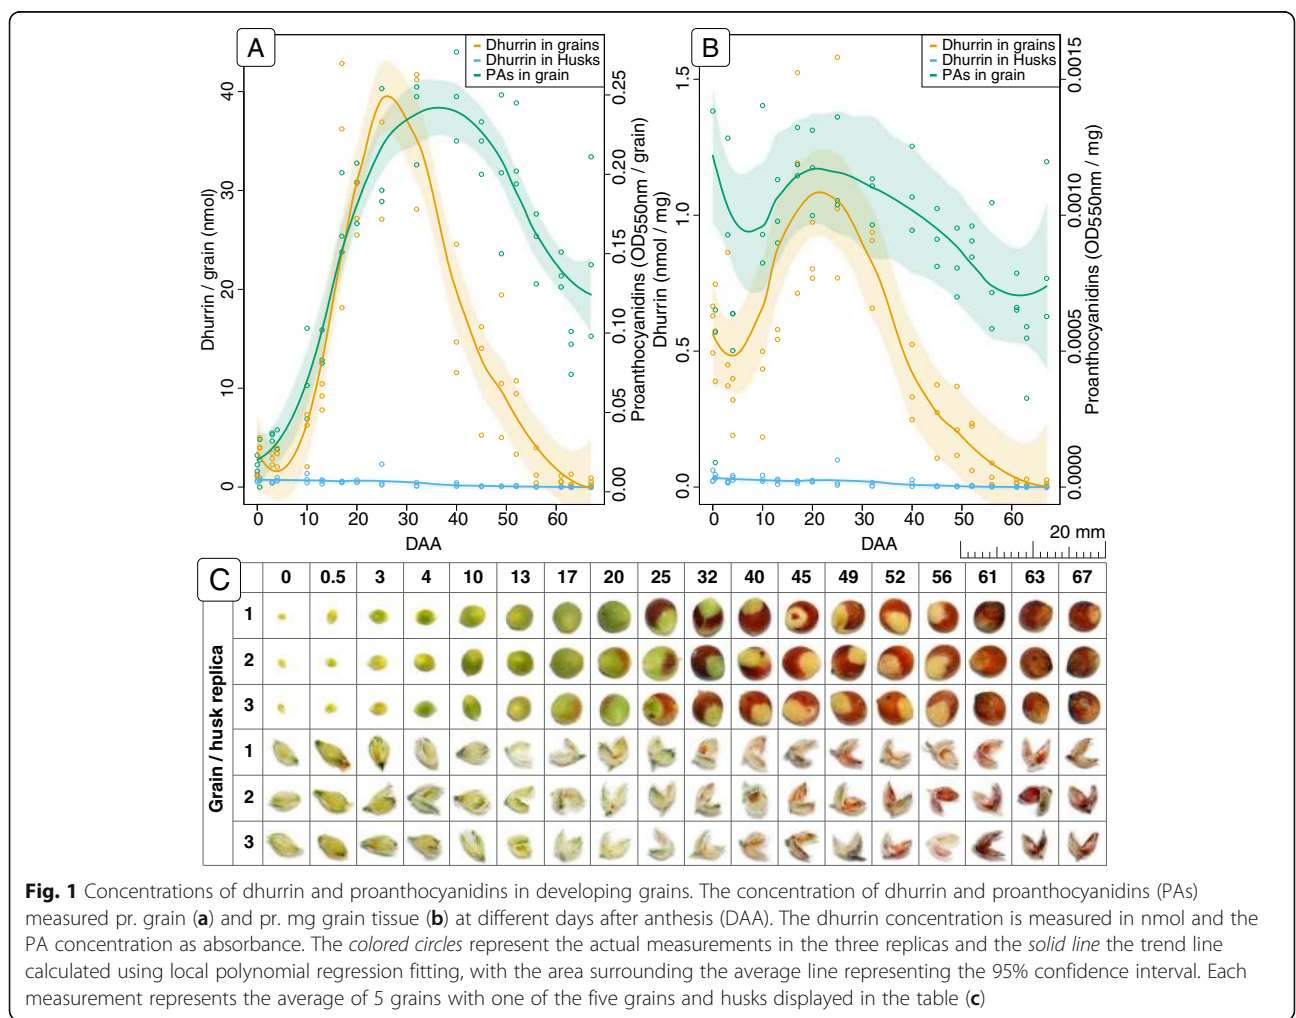 A
Dhurrin in grains
Dhurrin in Husks
PAs in grain
Dhurrin / grain (nmol)
0 10 20 30 40
Proanthocyanidins (OD550nm / grain)
0.00 0.05 0.10 0.15 0.20 0.25
0 10 20 30 40 50 60
DAA
B
Dhurrin in grains
Dhurrin in Husks
PAs in grain
Dhurrin (nmol / mg)
0.0 0.5 1.0 1.5
Proanthocyanidins (OD550nm / mg)
0.0000 0.0005 0.0010 0.0015
0 10 20 30 40 50 60
DAA
20 mm
C
0 0.5 3 4 10 13 17 20 25 32 40 45 49 52 56 61 63 67
Grain / husk replica
1
2
3
1
2
3
Fig. 1 Concentrations of dhurrin and proanthocyanidins in developing grains. The concentration of dhurrin and proanthocyanidins (PAs)
measured pr. grain (a) and pr. mg grain tissue (b) at different days after anthesis (DAA). The dhurrin concentration is measured in nmol and the
PA concentration as absorbance. The colored circles represent the actual measurements in the three replicas and the solid line the trend line
calculated using local polynomial regression fitting, with the area surrounding the average line representing the 95% confidence interval. Each
measurement represents the average of 5 grains with one of the five grains and husks displayed in the table (c)